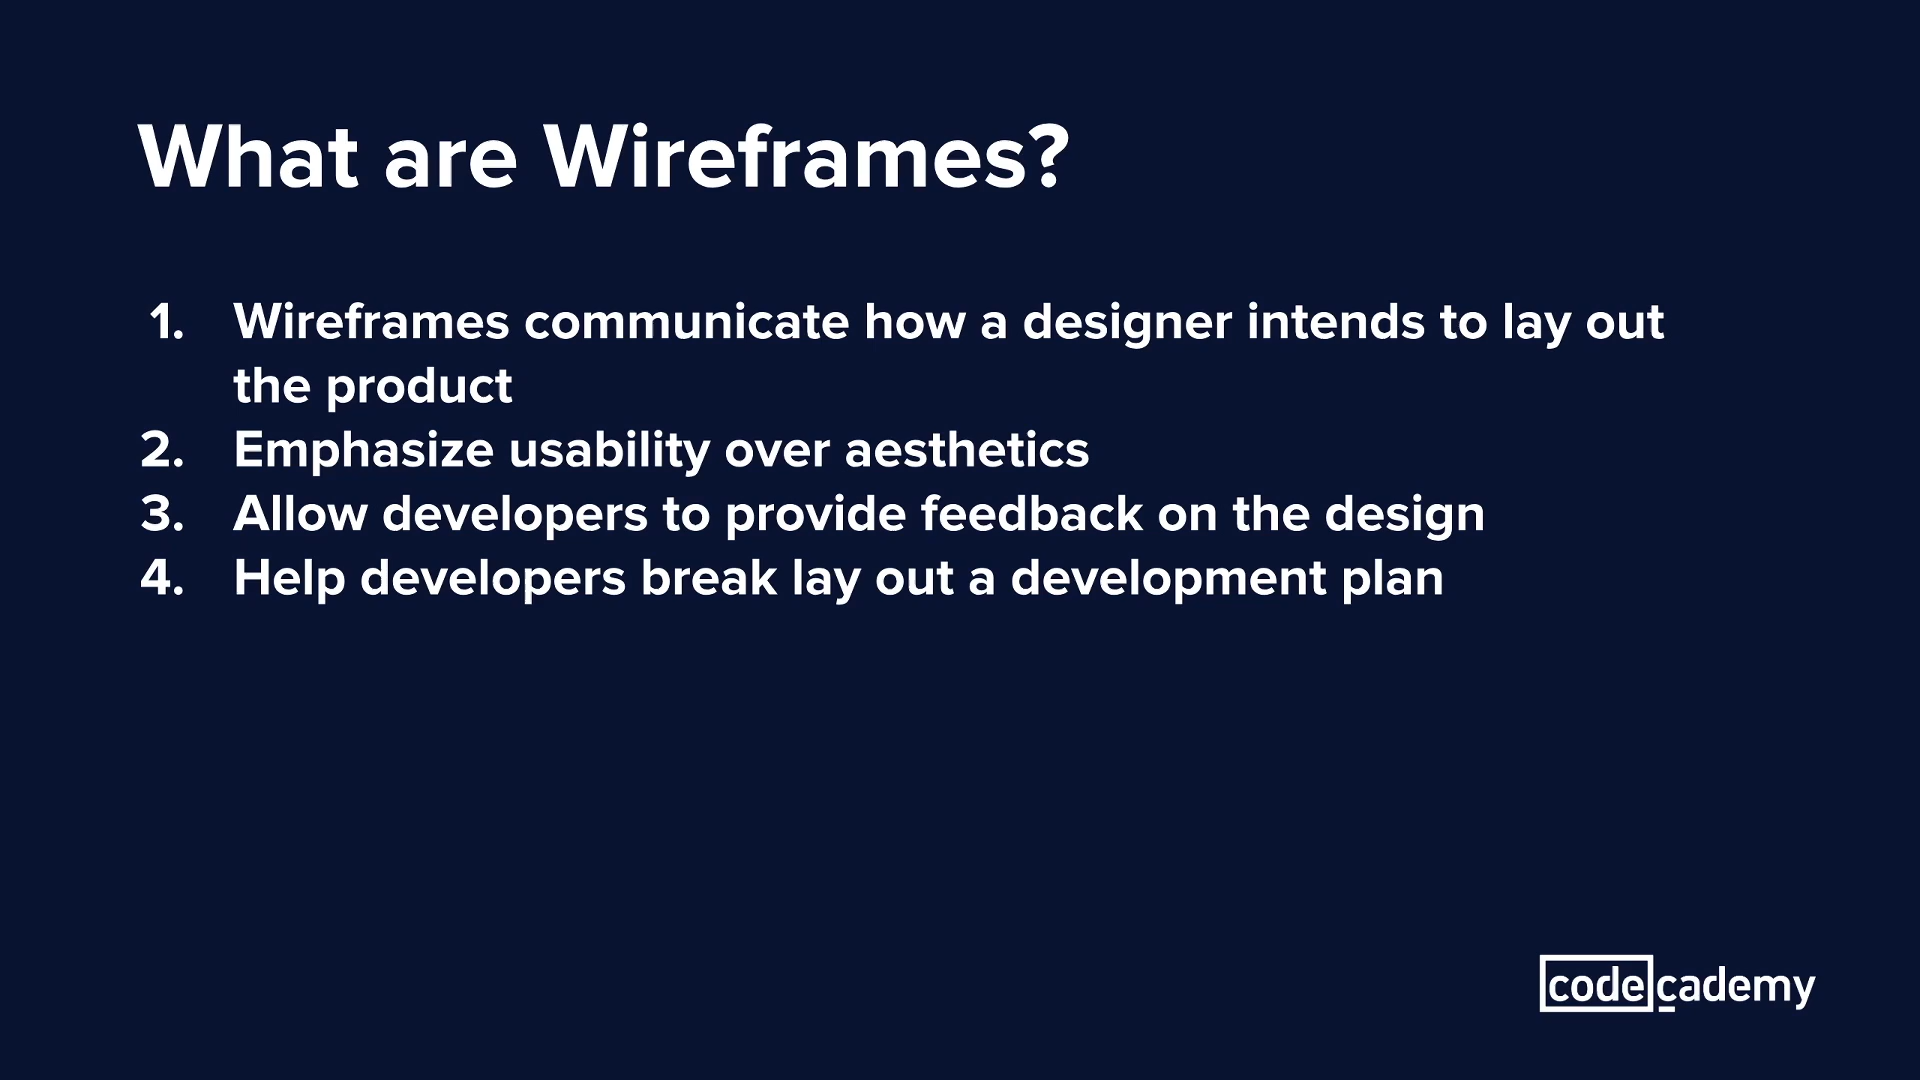 What are Wireframes?
1. Wireframes communicate how a designer intends to lay out
the product
2. Emphasize usability over aesthetics
3. Allow developers to provide feedback on the design
4. Help developers break lay out a development plan
codecademy